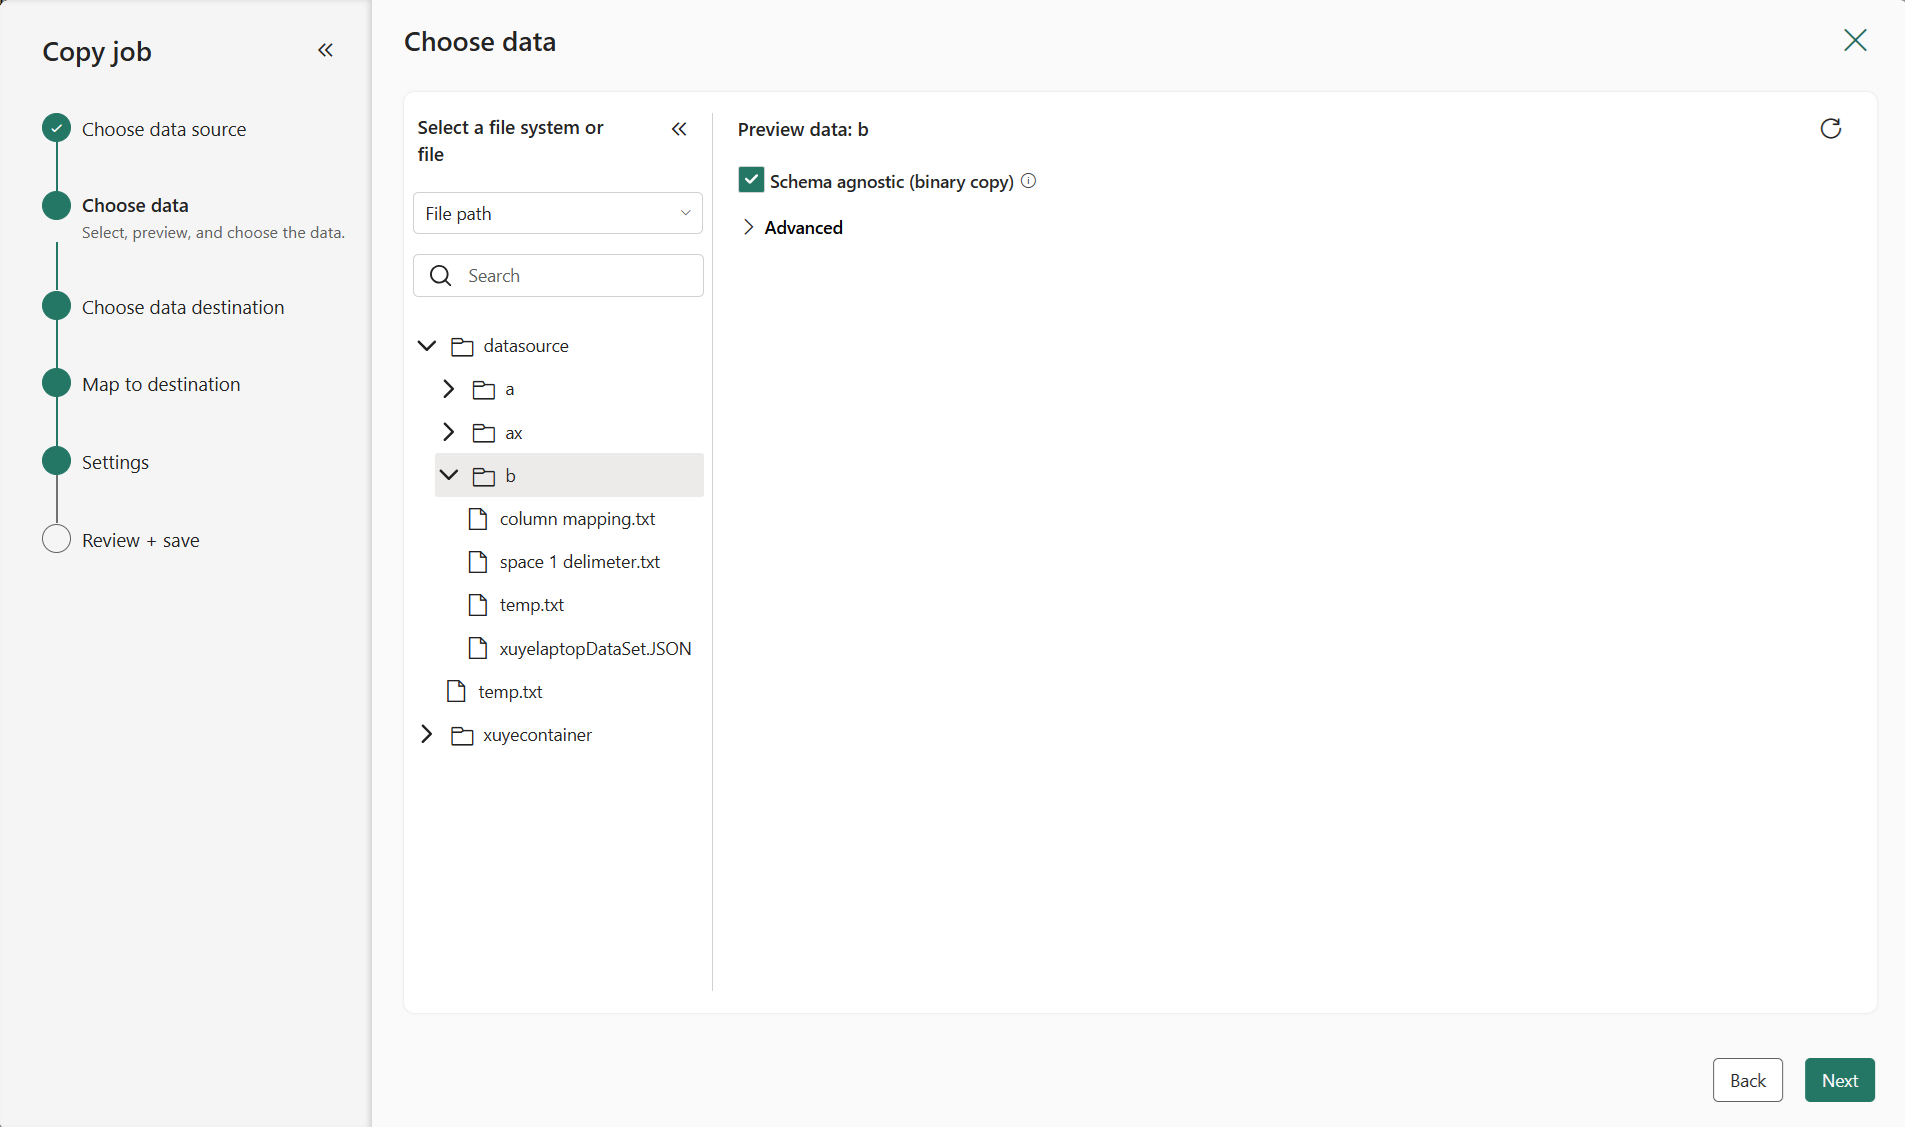 Copy job
Choose data source
Choose data
Select, preview, and choose the data.
Choose data destination
Map to destination
Settings
Review + save
Choose data
Select a file system or
file
File path
Search
datasource
a
ax
b
column mapping.txt
space 1 delimeter.txt
temp.txt
xuyelaptopDataSet.JSON
temp.txt
xuyecontainer
Preview data: b
Schema agnostic (binary copy)
Advanced
Back
Next